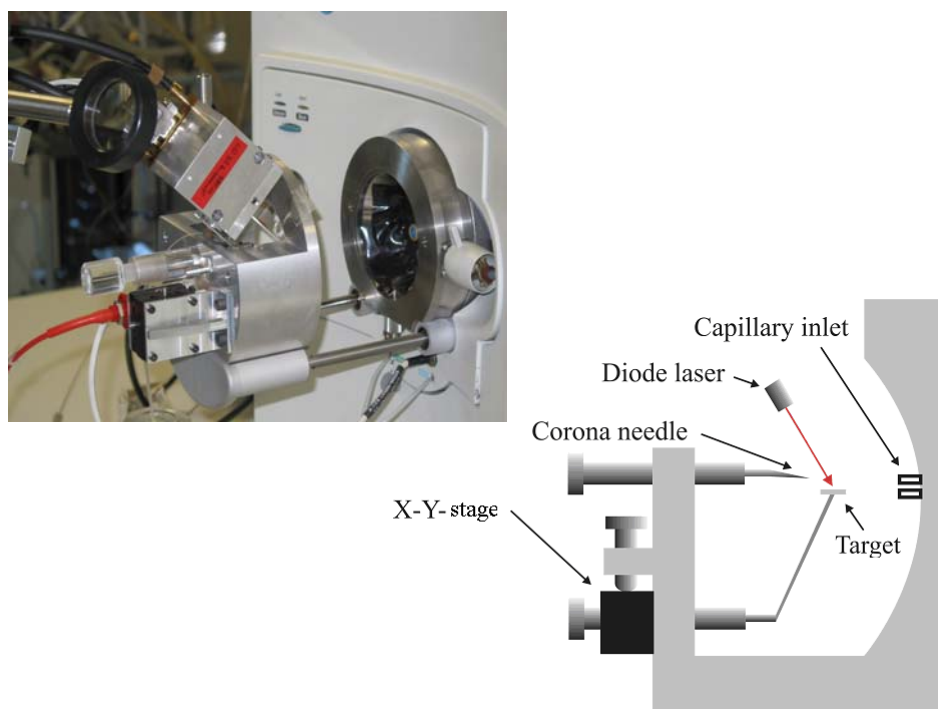 Capillary inlet
Diode laser
Corona needle
X-Y-stage
Target